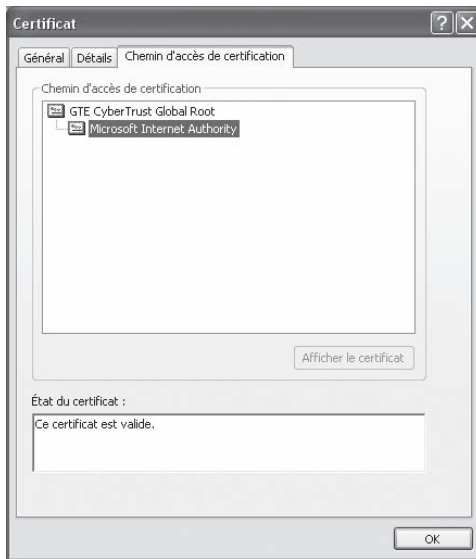 Certificat
Général Détails Chemin d'accès de certification
Chemin d'accès de certification
GTE CyberTrust Global Root
Microsoft Internet Authority
Afficher le certificat
État du certificat :
Ce certificat est valide.
OK